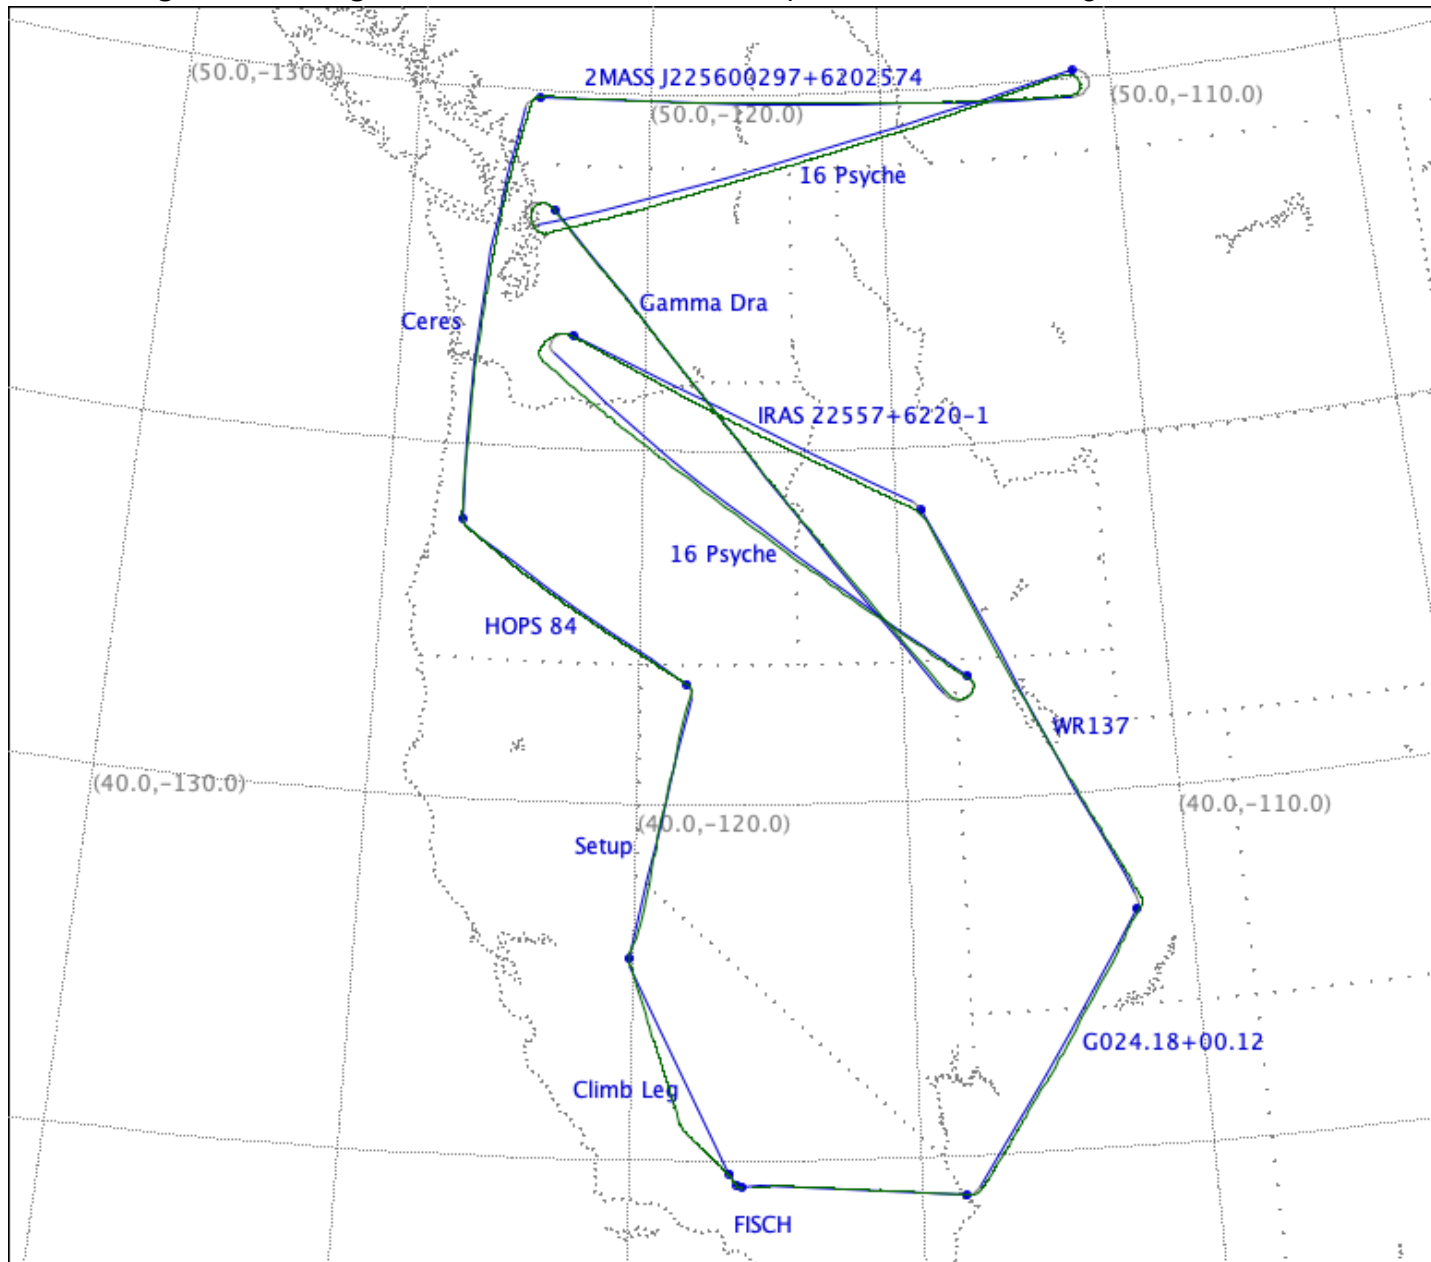 (50.0,-130.0)
2MASS J225600297+6202574
(50.0,-120.0)
(50.0,-110.0)
16 Psyche
Gamma Dra
Ceres
IRAS 22557+6220-1
16 Psyche
HOPS 84
WR137
(40.0,-130.0)
(40.0,-120.0)
(40.0,-110.0)
Setup
G024.18+00.12
Climb Leg
FISCH